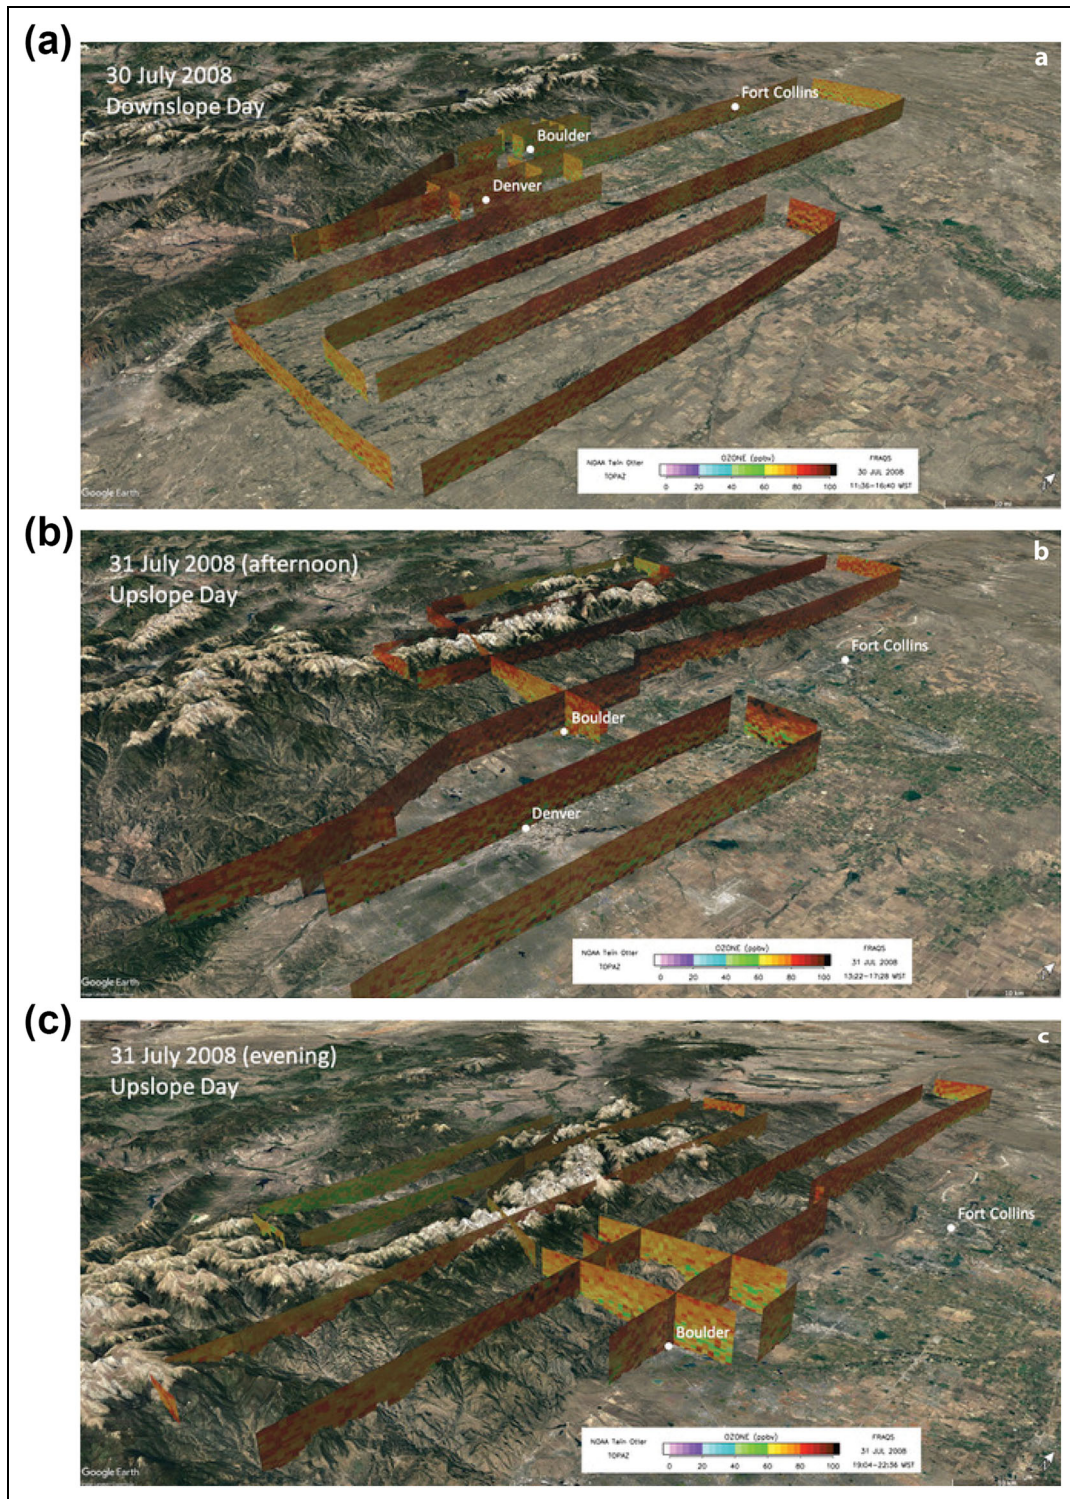 (a)
a
30 July 2008
Downslope Day
Fort Collins
Boulder
Denver
NOAA Twin Otter
TOPAZ
OZONE (ppbv)
0 20 40 60 80 100
FRAQS
30 JUL 2008
11:36-16:40 MST
Google Earth
(b)
b
31 July 2008 (afternoon)
Upslope Day
Fort Collins
Boulder
Denver
NOAA Twin Otter
TOPAZ
OZONE (ppbv)
0 20 40 60 80 100
FRAQS
31 JUL 2008
13:22-17:28 MST
Google Earth
10 km
(c)
c
31 July 2008 (evening)
Upslope Day
Fort Collins
Boulder
NOAA Twin Otter
TOPAZ
OZONE (ppbv)
0 20 40 60 80 100
FRAQS
31 JUL 2008
19:04-22:36 MST
Google Earth